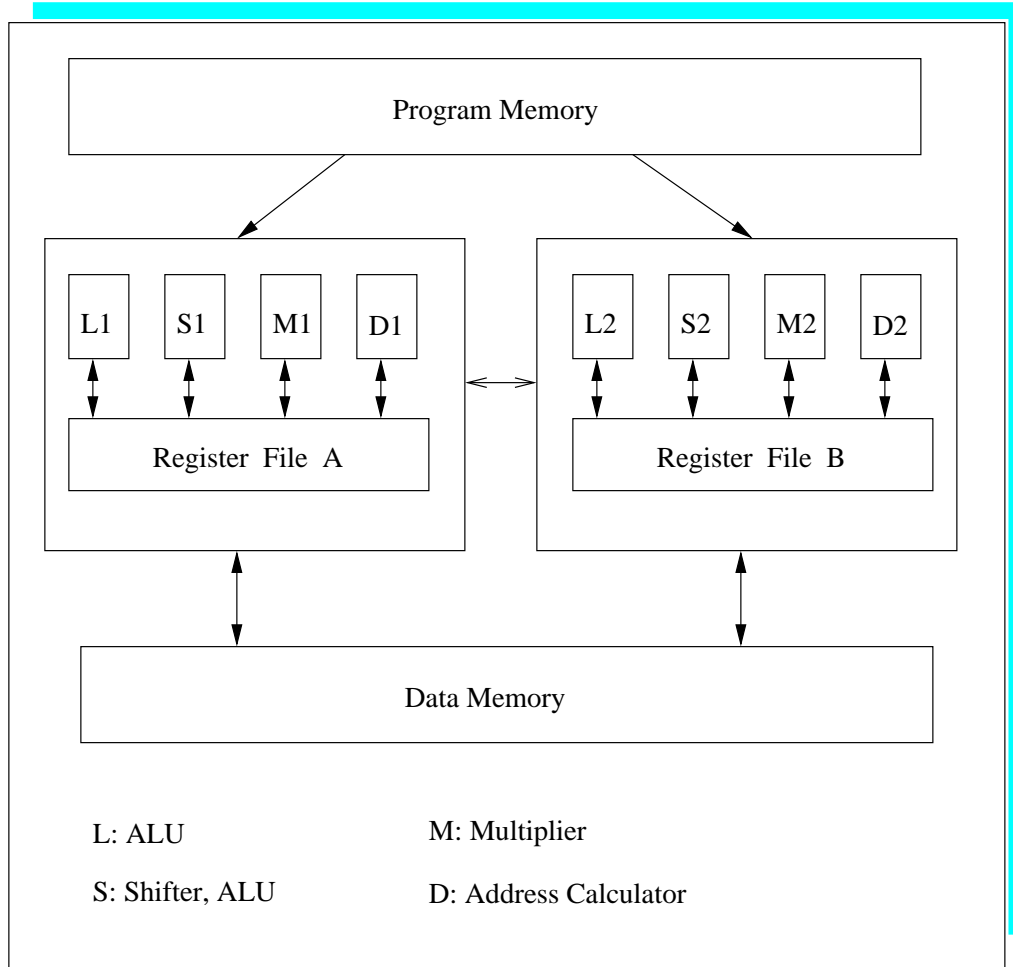 Program Memory
L1 S1 M1 D1
L2 S2 M2 D2
Register File A
Register File B
Data Memory
L: ALU
M: Multiplier
S: Shifter, ALU
D: Address Calculator